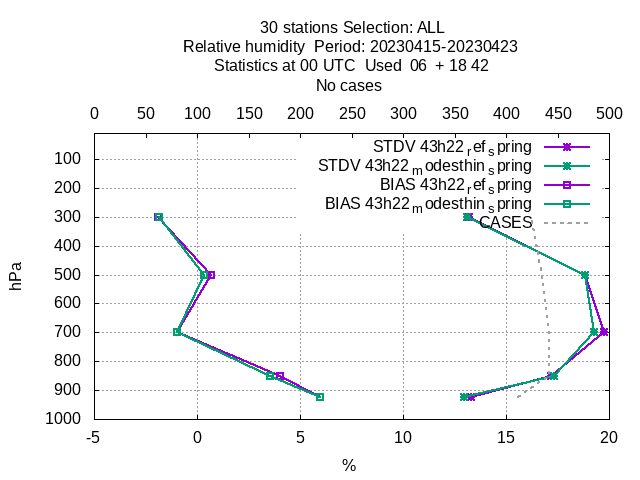 30 stations Selection: ALL
Relative humidity  Period: 20230415-20230423
Statistics at 00 UTC  Used  06  + 18 42
No cases
0 50 100 150 200 250 300 350 400 450 500
STDV 43h22_ref_spring
STDV 43h22_modesthin_spring
BIAS 43h22_ref_spring
BIAS 43h22_modesthin_spring
CASES
100
200
300
400
500
600
700
800
900
1000
hPa
-5 0 5 10 15 20
%